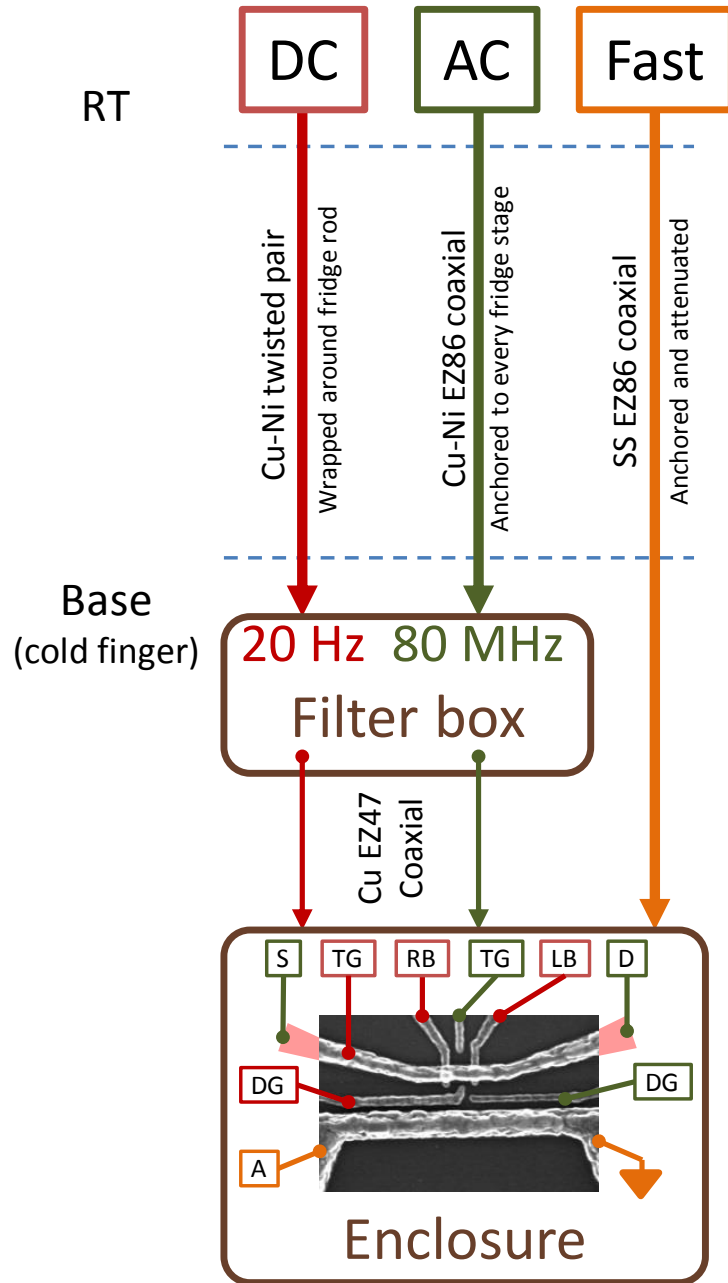 DC
AC
Fast
RT
Cu-Ni twisted pair
Wrapped around fridge rod
Cu-Ni EZ86 coaxial
Anchored to every fridge stage
SS EZ86 coaxial
Anchored and attenuated
Base
(cold finger)
20 Hz
80 MHz
Filter box
Cu EZ47
Coaxial
S
TG
RB
TG
LB
D
DG
DG
A
Enclosure